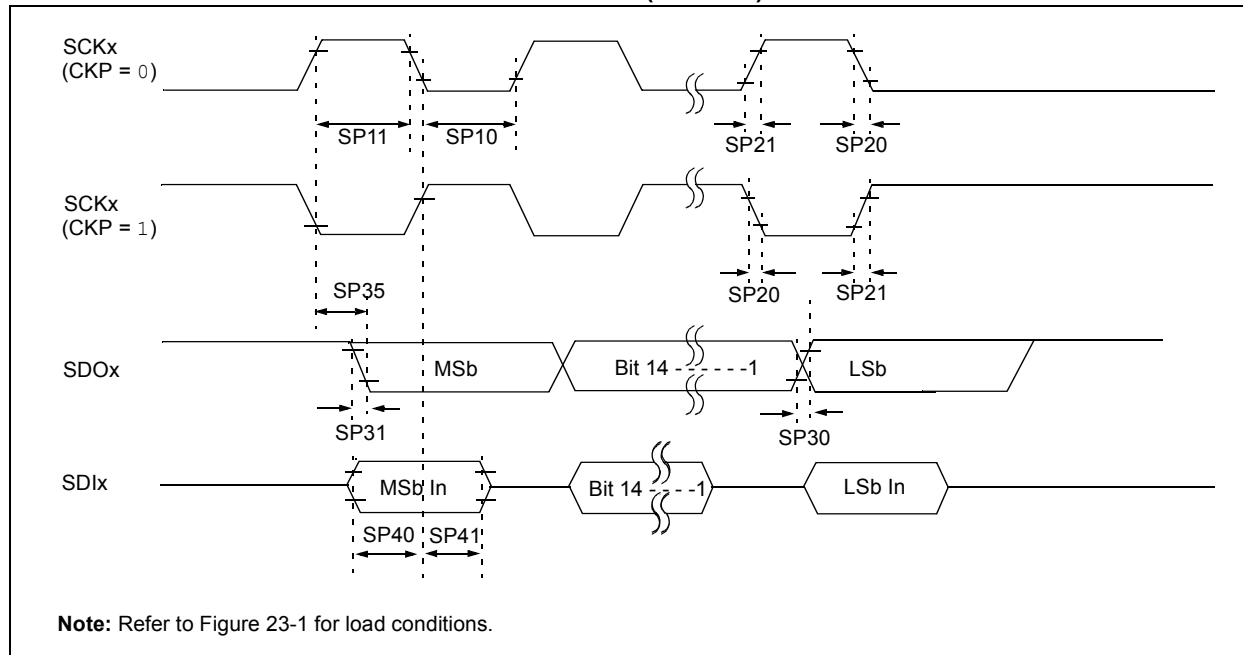 SCKx
(CKP = 0)
SP11
SP10
SP21
SP20
SCKx
(CKP = 1)
SP35
SP20
SP21
SDOx
MSb
Bit 14 - - - - - -1
LSb
SP31
SP30
SDIx
MSb In
Bit 14 - - - - -1
LSb In
SP40
SP41
Note: Refer to Figure 23-1 for load conditions.